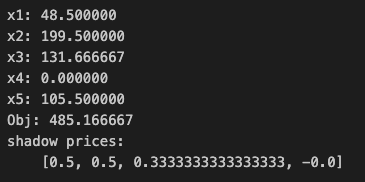 x1: 48.500000
x2: 199.500000
x3: 131.666667
x4: 0.000000
x5: 105.500000
Obj: 485.166667
shadow prices:
[0.5, 0.5, 0.3333333333333333, -0.0]